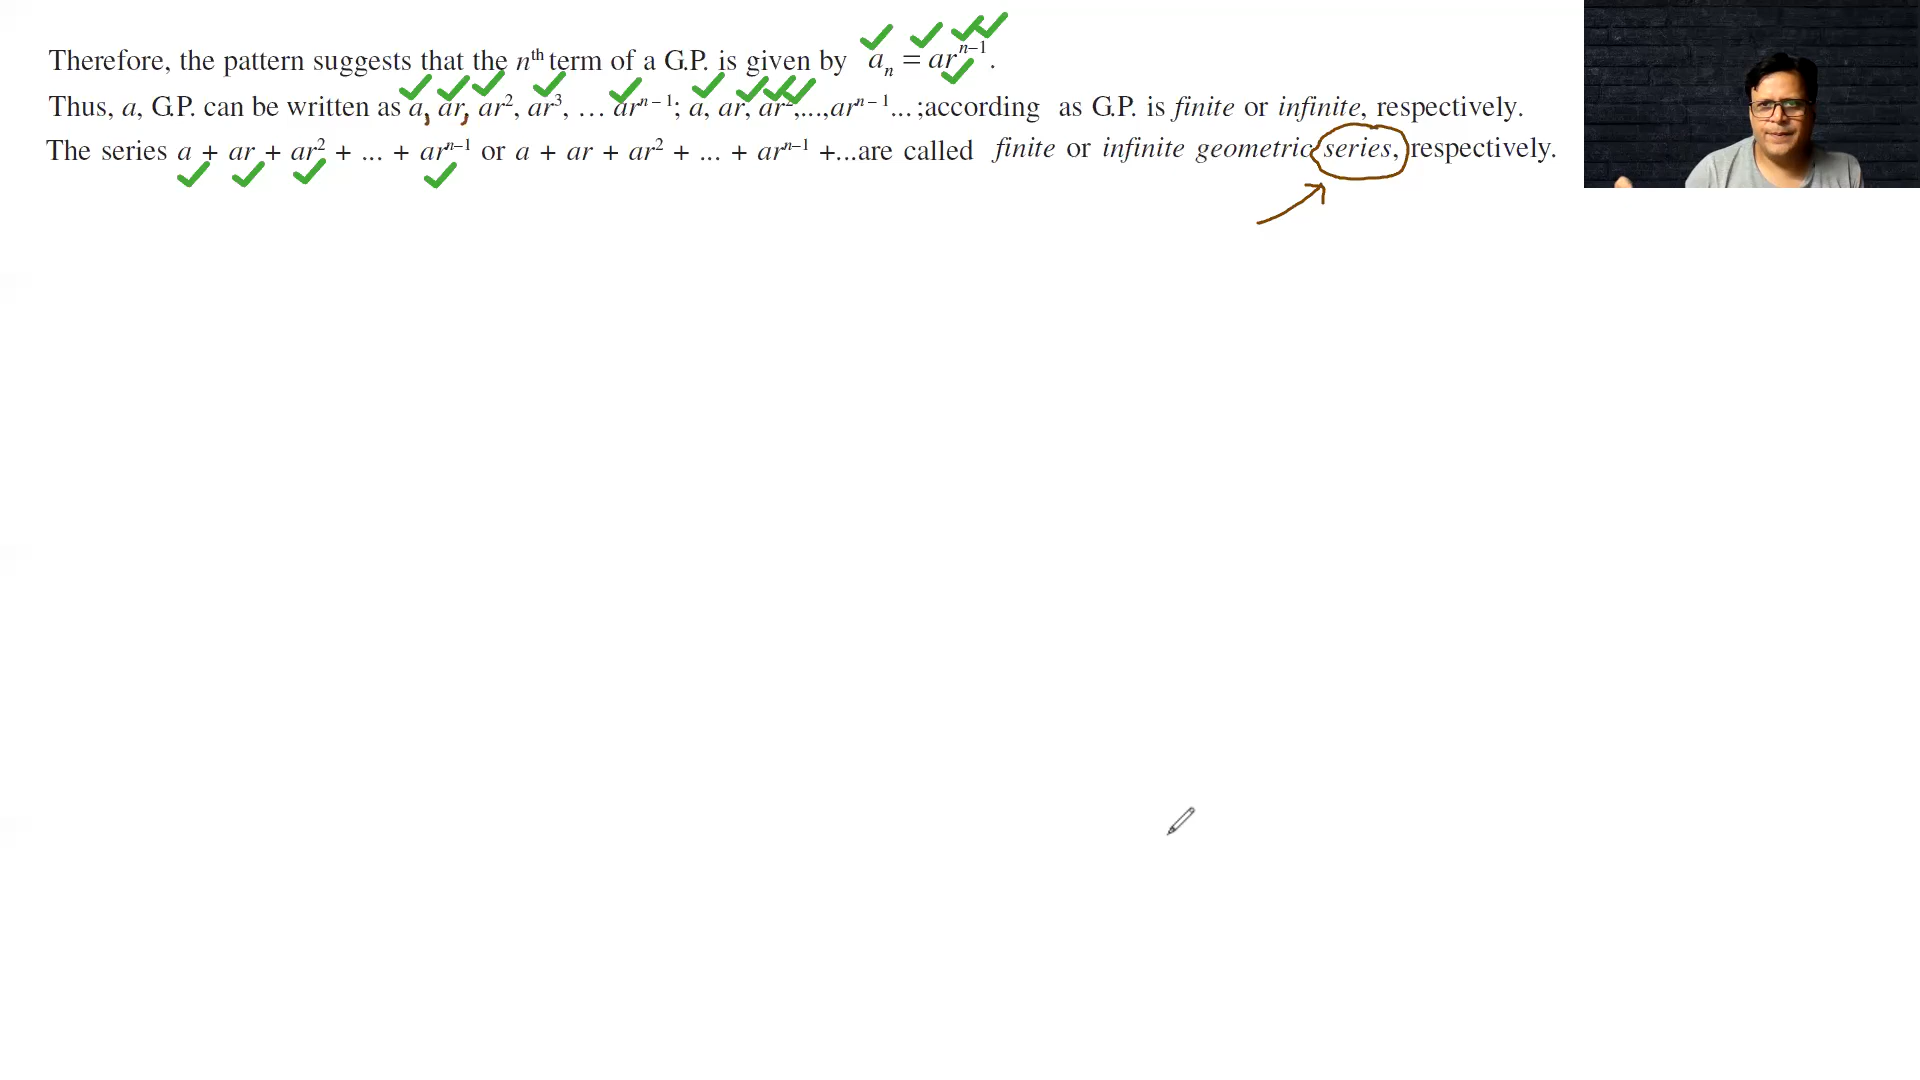 Therefore, the pattern suggests that the nᵗʰ term of a G.P. is given by aₙ = arⁿ⁻¹.
Thus, a, G.P. can be written as a, ar, ar², ar³, … arⁿ⁻¹; a, ar, ar²,...,arⁿ⁻¹...;according as G.P. is finite or infinite, respectively.
The series a + ar + ar² + ... + arⁿ⁻¹ or a + ar + ar² + ... + arⁿ⁻¹ +...are called finite or infinite geometric series, respectively.